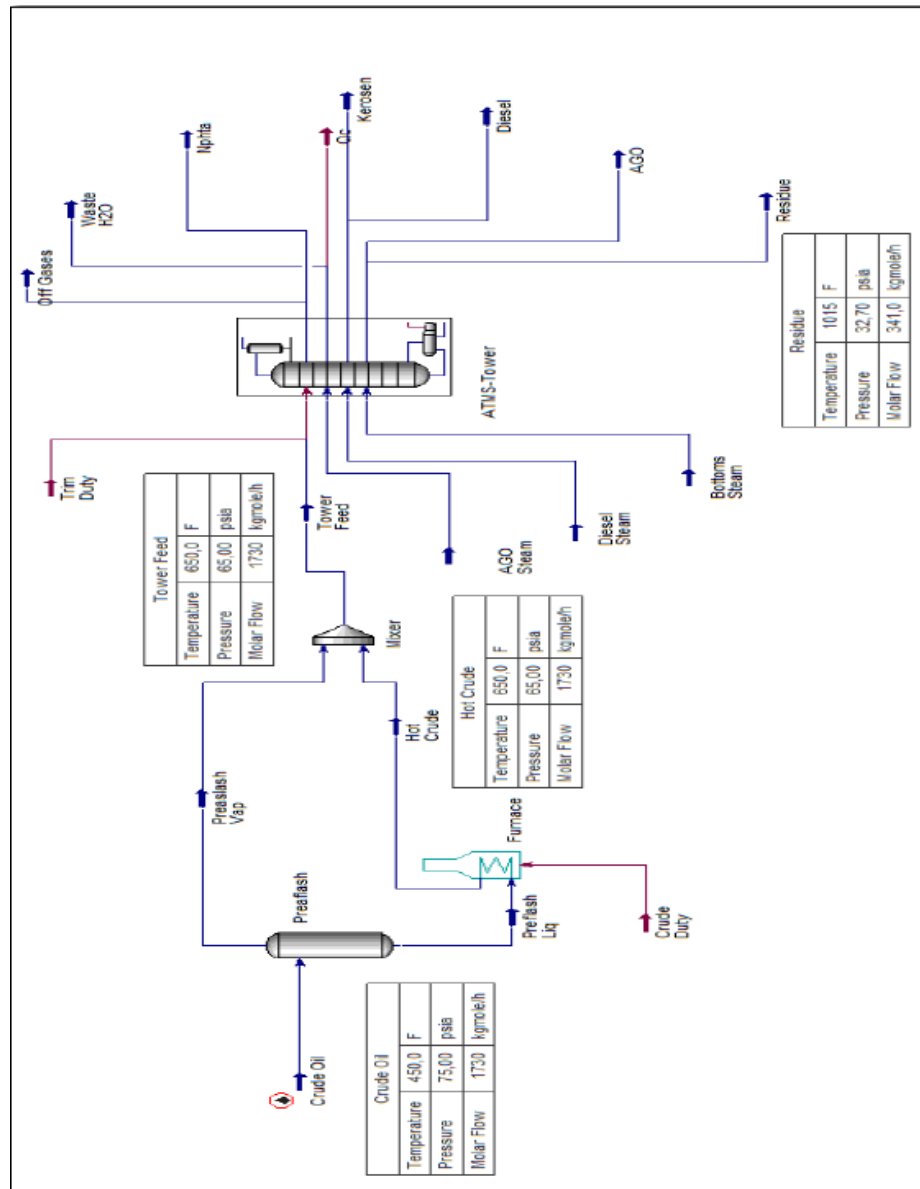 Off Gases
Waste
H2O
Nphta
Qc
Kerosen
Diesel
AGO
Residue
Trim
Duty
ATMS-Tower
Tower
Feed
AGO
Steam
Diesel
Steam
Bottoms
Steam
Mixer
Hot
Crude
Preaslash
Vap
Preaflash
Furnace
Preflash
Liq
Crude
Duty
Crude Oil
Tower Feed
Temperature 650,0 F
Pressure 65,00 psia
Molar Flow 1730 kgmole/h
Hot Crude
Temperature 650,0 F
Pressure 65,00 psia
Molar Flow 1730 kgmole/h
Crude Oil
Temperature 450,0 F
Pressure 75,00 psia
Molar Flow 1730 kgmole/h
Residue
Temperature 1015 F
Pressure 32,70 psia
Molar Flow 341,0 kgmole/h